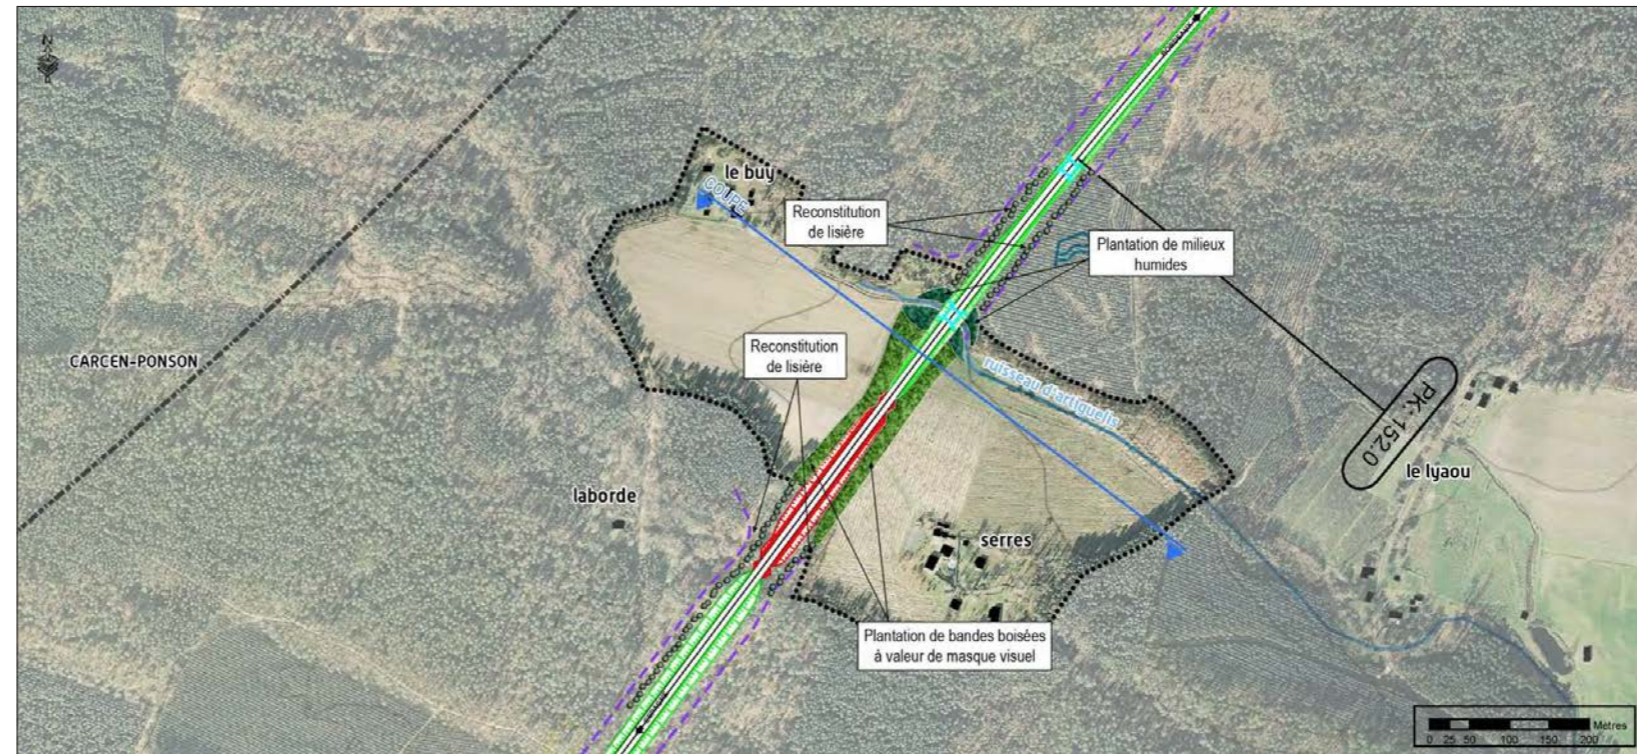 N
le buy
COUPE
Reconstitution
de lisière
Plantation de milieux
humides
Reconstitution
de lisière
CARCEN-PONSON
ruisseau d'artiguelis
PK: 152.0
le lyaou
laborde
serres
Plantation de bandes boisées
à valeur de masque visuel
Mètres
0 25 50 100 150 200